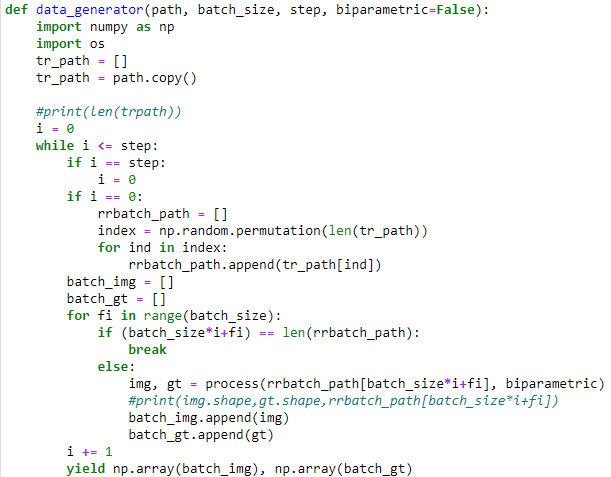 def data_generator(path, batch_size, step, biparametric=False):
    import numpy as np
    import os
    tr_path = []
    tr_path = path.copy()

    #print(len(trpath))
    i = 0
    while i <= step:
        if i == step:
            i = 0
        if i == 0:
            rrbatch_path = []
            index = np.random.permutation(len(tr_path))
            for ind in index:
                rrbatch_path.append(tr_path[ind])
        batch_img = []
        batch_gt = []
        for fi in range(batch_size):
            if (batch_size*i+fi) == len(rrbatch_path):
                break
            else:
                img, gt = process(rrbatch_path[batch_size*i+fi], biparametric)
                #print(img.shape,gt.shape,rrbatch_path[batch_size*i+fi])
                batch_img.append(img)
                batch_gt.append(gt)
        i += 1
        yield np.array(batch_img), np.array(batch_gt)